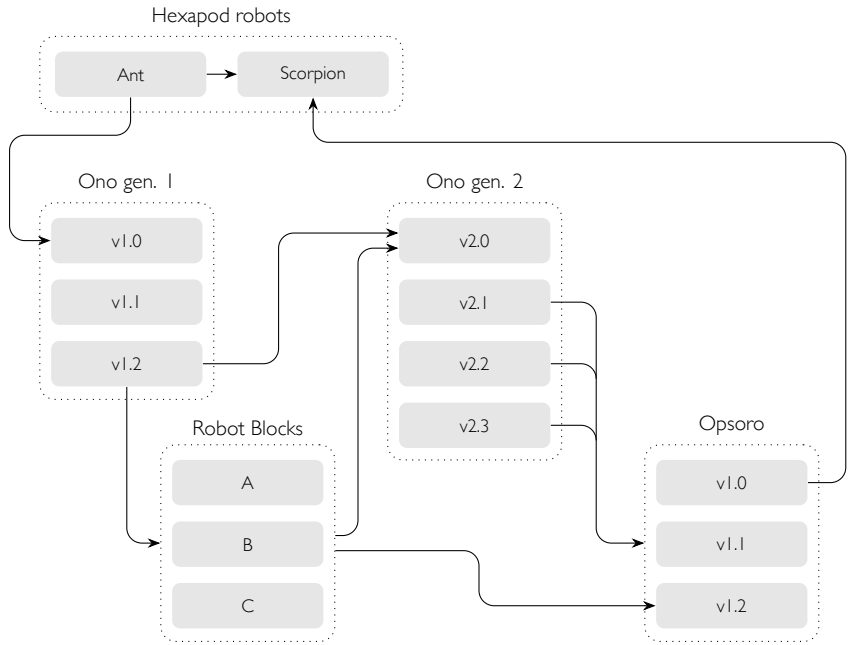 Hexapod robots
Ant
Scorpion
Ono gen. 1
v1.0
v1.1
v1.2
Ono gen. 2
v2.0
v2.1
v2.2
v2.3
Robot Blocks
A
B
C
Opsoro
v1.0
v1.1
v1.2